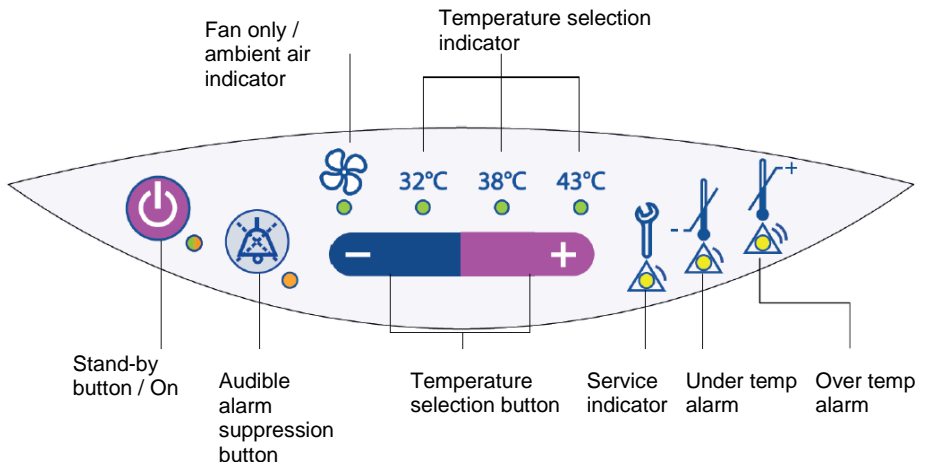 Fan only /
ambient air
indicator
Temperature selection
indicator
32°C 38°C 43°C
− +
- +
Stand-by
button / On
Audible
alarm
suppression
button
Temperature
selection button
Service
indicator
Under temp
alarm
Over temp
alarm